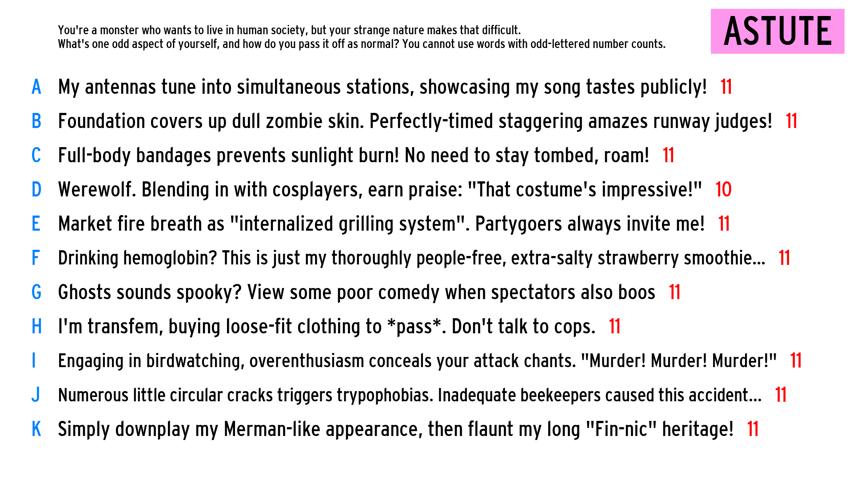 You're a monster who wants to live in human society, but your strange nature makes that difficult.
What's one odd aspect of yourself, and how do you pass it off as normal? You cannot use words with odd-lettered number counts.
ASTUTE
A My antennas tune into simultaneous stations, showcasing my song tastes publicly! 11
B Foundation covers up dull zombie skin. Perfectly-timed staggering amazes runway judges! 11
C Full-body bandages prevents sunlight burn! No need to stay tombed, roam! 11
D Werewolf. Blending in with cosplayers, earn praise: "That costume's impressive!" 10
E Market fire breath as "internalized grilling system". Partygoers always invite me! 11
F Drinking hemoglobin? This is just my thoroughly people-free, extra-salty strawberry smoothie... 11
G Ghosts sounds spooky? View some poor comedy when spectators also boos 11
H I'm transfem, buying loose-fit clothing to *pass*. Don't talk to cops. 11
I Engaging in birdwatching, overenthusiasm conceals your attack chants. "Murder! Murder! Murder!" 11
J Numerous little circular cracks triggers trypophobias. Inadequate beekeepers caused this accident... 11
K Simply downplay my Merman-like appearance, then flaunt my long "Fin-nic" heritage! 11